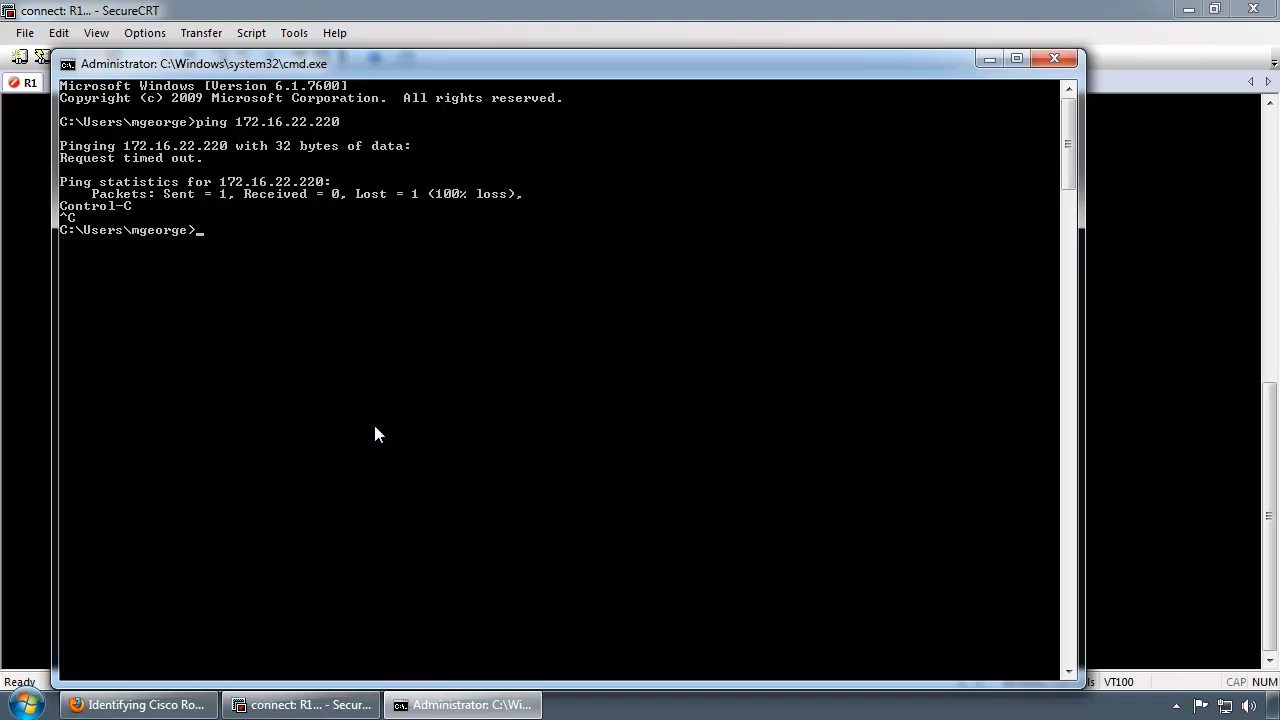 connect: R1... - SecureCRT
File Edit View Options Transfer Script Tools Help
Administrator: C:\Windows\system32\cmd.exe
R1
Microsoft Windows [Version 6.1.7600]
Copyright (c) 2009 Microsoft Corporation.  All rights reserved.
C:\Users\mgeorge>ping 172.16.22.220
Pinging 172.16.22.220 with 32 bytes of data:
Request timed out.
Ping statistics for 172.16.22.220:
Packets: Sent = 1, Received = 0, Lost = 1 (100% loss),
Control-C
^C
C:\Users\mgeorge>_
Ready VT100 CAP NUM
Identifying Cisco Ro... connect: R1... - Secur... Administrator: C:\Wi...